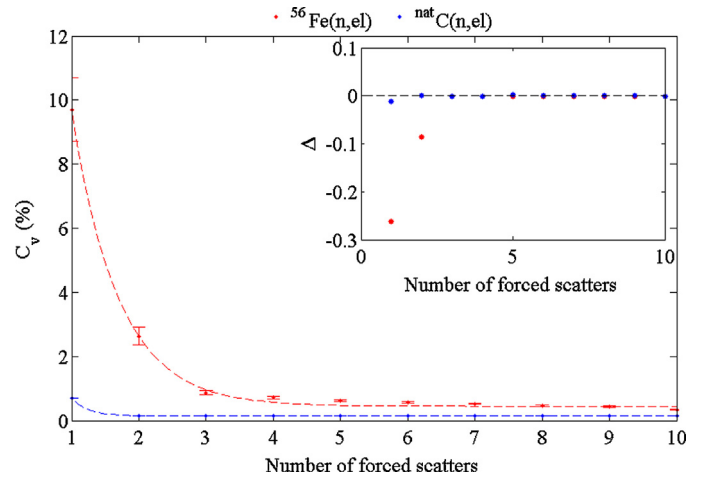 56Fe(n,el) natC(n,el)
12
10
8
6
4
2
0
Cv (%)
1 2 3 4 5 6 7 8 9 10
Number of forced scatters
0.1
0
-0.1
-0.2
-0.3
Δ
0 5 10
Number of forced scatters